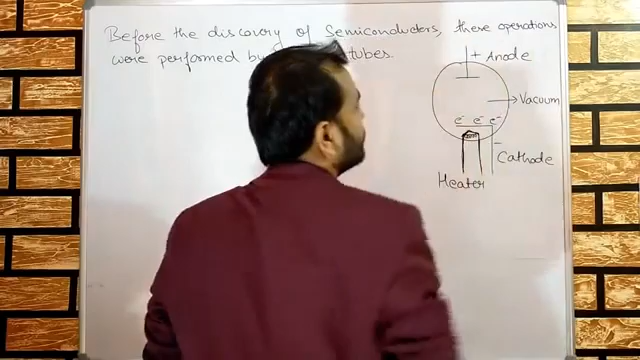 Before the discovery of Semiconductors, these operations
were performed by tubes.
+ Anode
Vacuum
e⁻ e⁻ e⁻
-
Cathode
Heater